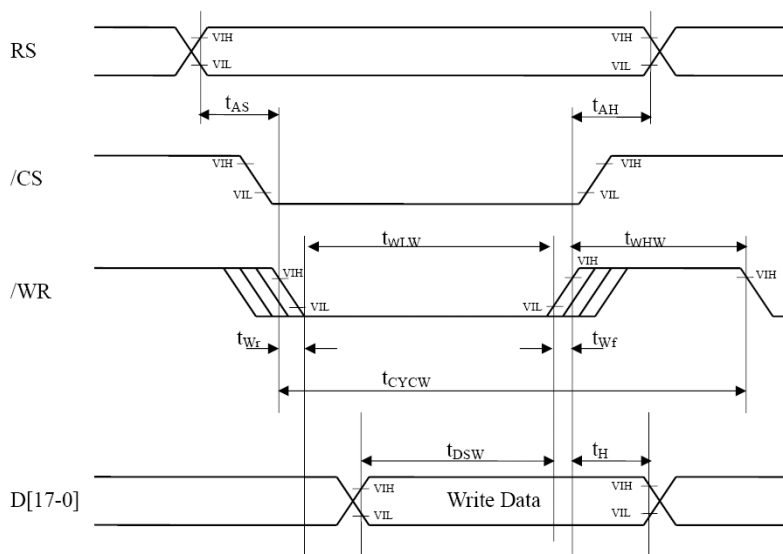 RS
VIH
VIL
VIH
VIL
tAS
tAH
/CS
VIH
VIL
VIH
VIL
tWLW
tWHW
/WR
VIH
VIL
VIL
VIH
VIH
tWr
tWf
tCYCW
tDSW
tH
D[17-0]
VIH
VIL
Write Data
VIH
VIL